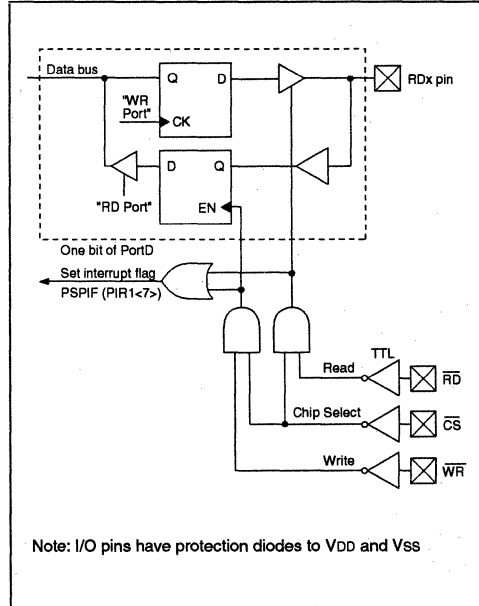 Data bus
Q D
RDx pin
"WR
Port"
CK
D Q
"RD Port"
EN
One bit of PortD
Set interrupt flag
PSPIF (PIR1<7>)
TTL
Read
RD
Chip Select
CS
Write
WR
Note: I/O pins have protection diodes to VDD and VSS